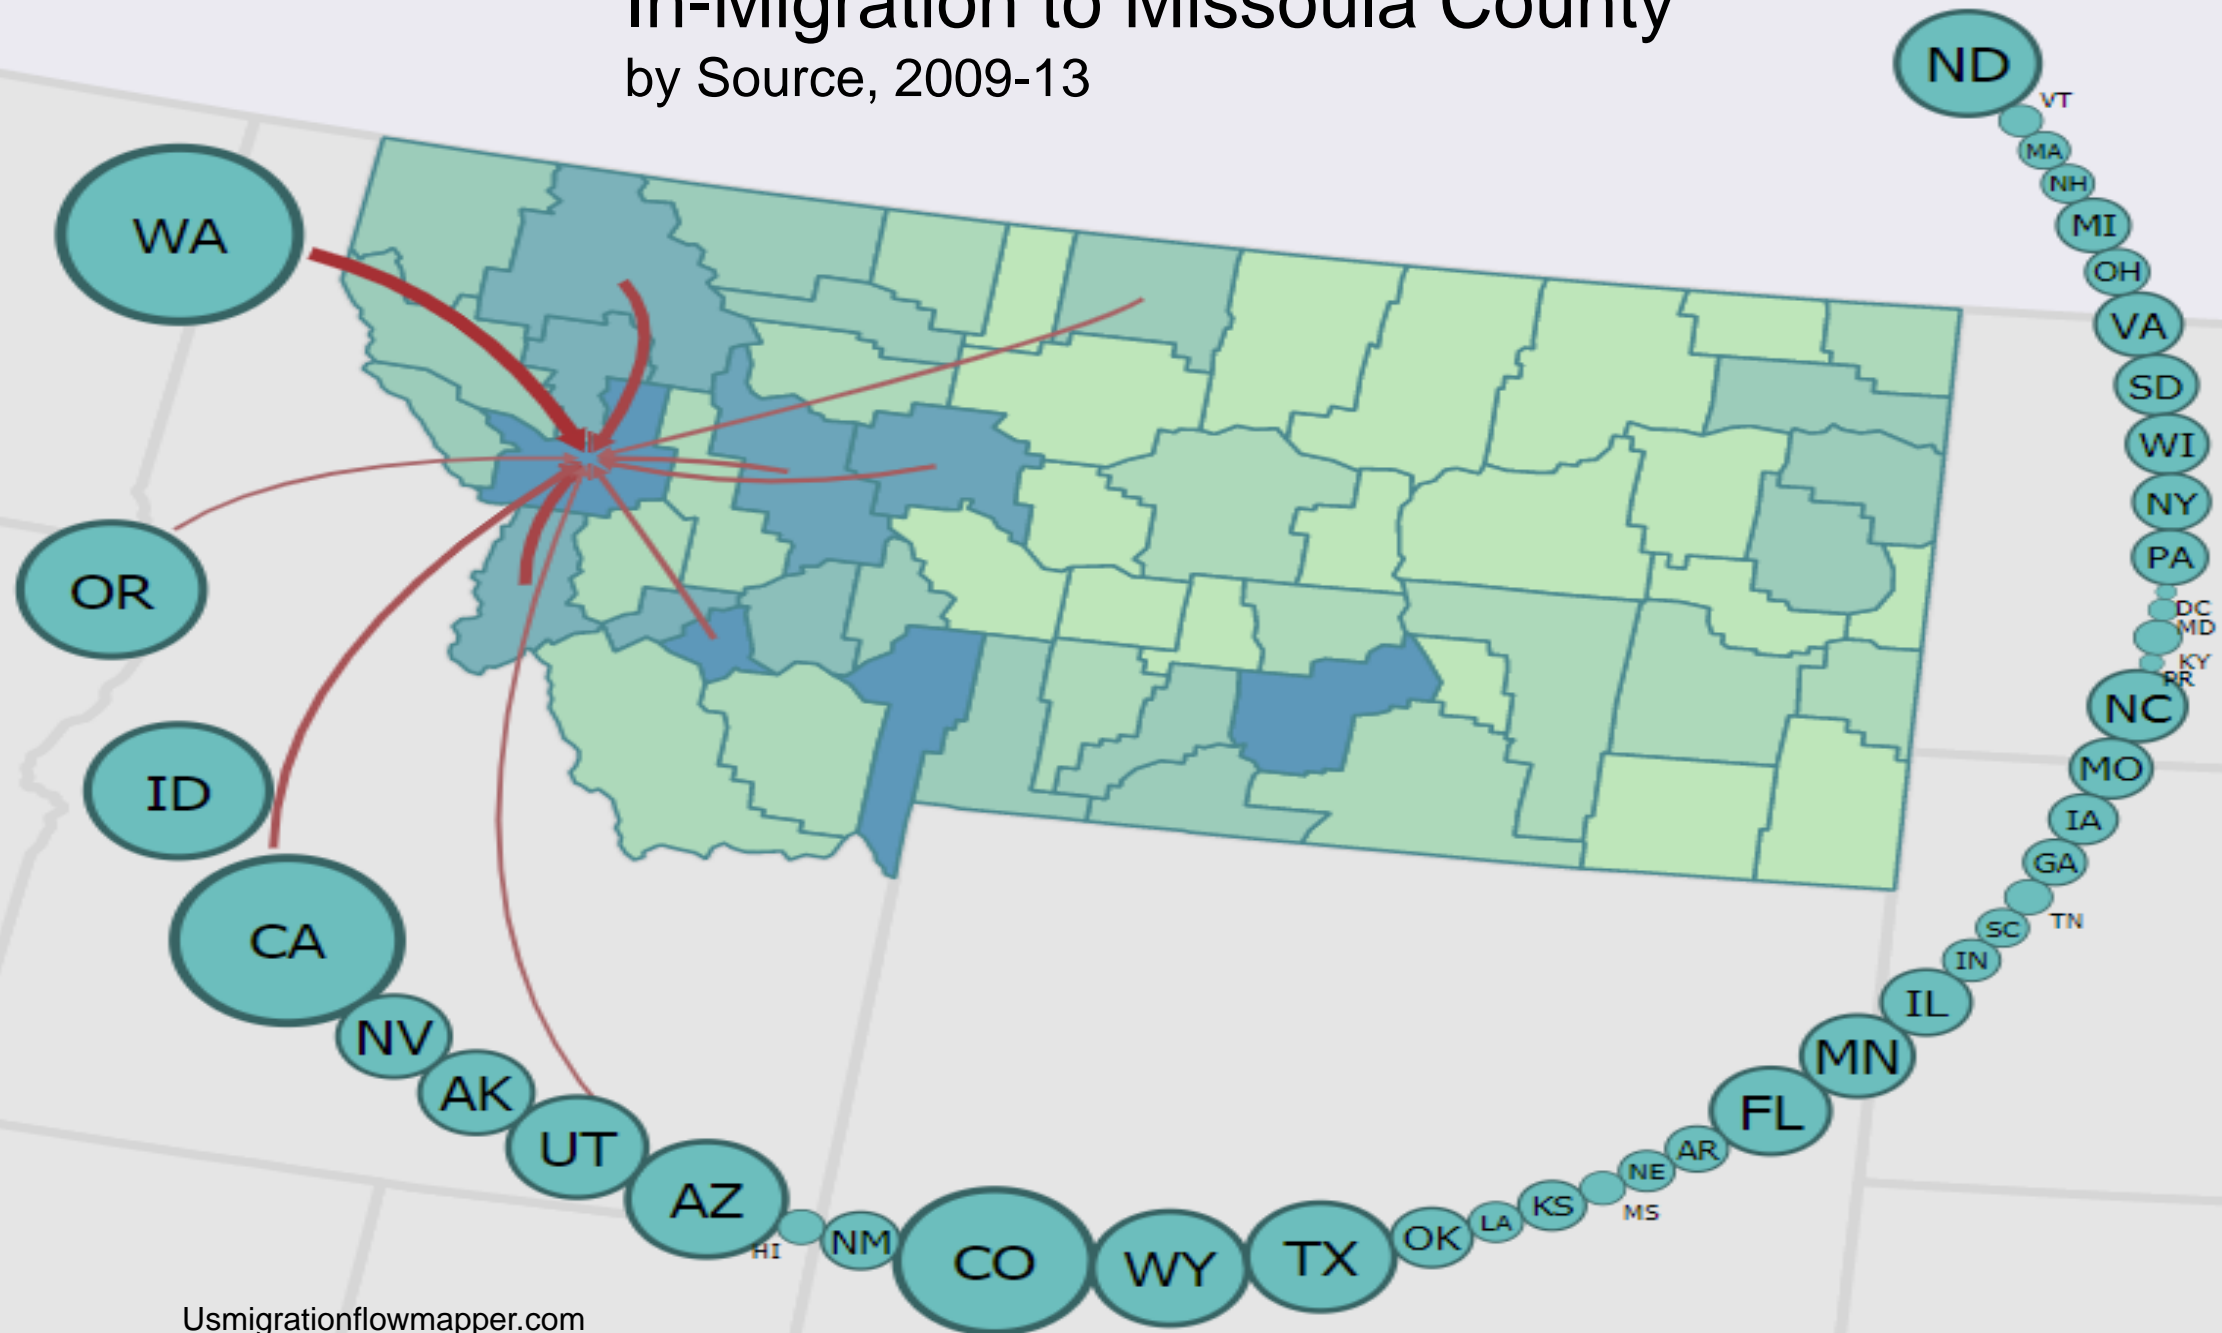 In-Migration to Missoula County
by Source, 2009-13
ND
VT
MA
NH
MI
OH
VA
SD
WI
NY
PA
DC
MD
KY
PR
NC
MO
IA
GA
TN
SC
IN
IL
MN
FL
AR
NE
MS
KS
LA
OK
TX
WY
CO
NM
HI
AZ
UT
AK
NV
CA
ID
OR
WA
Usmigrationflowmapper.com